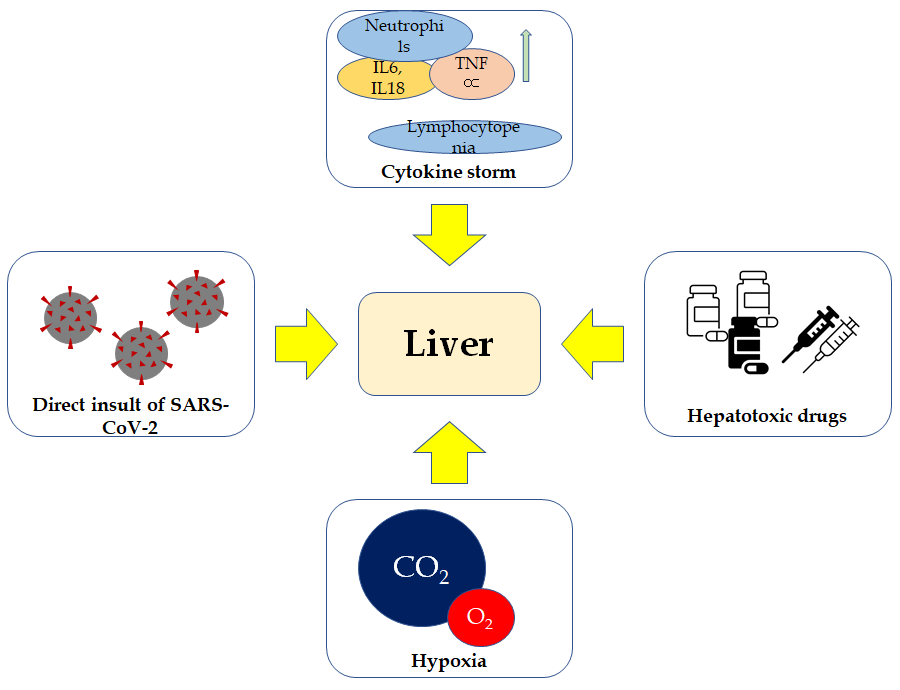 Neutrophi
ls
IL6,
IL18
TNF
∝
Lymphocytope
nia
Cytokine storm
Direct insult of SARS-
CoV-2
Liver
Hepatotoxic drugs
CO₂
O₂
Hypoxia